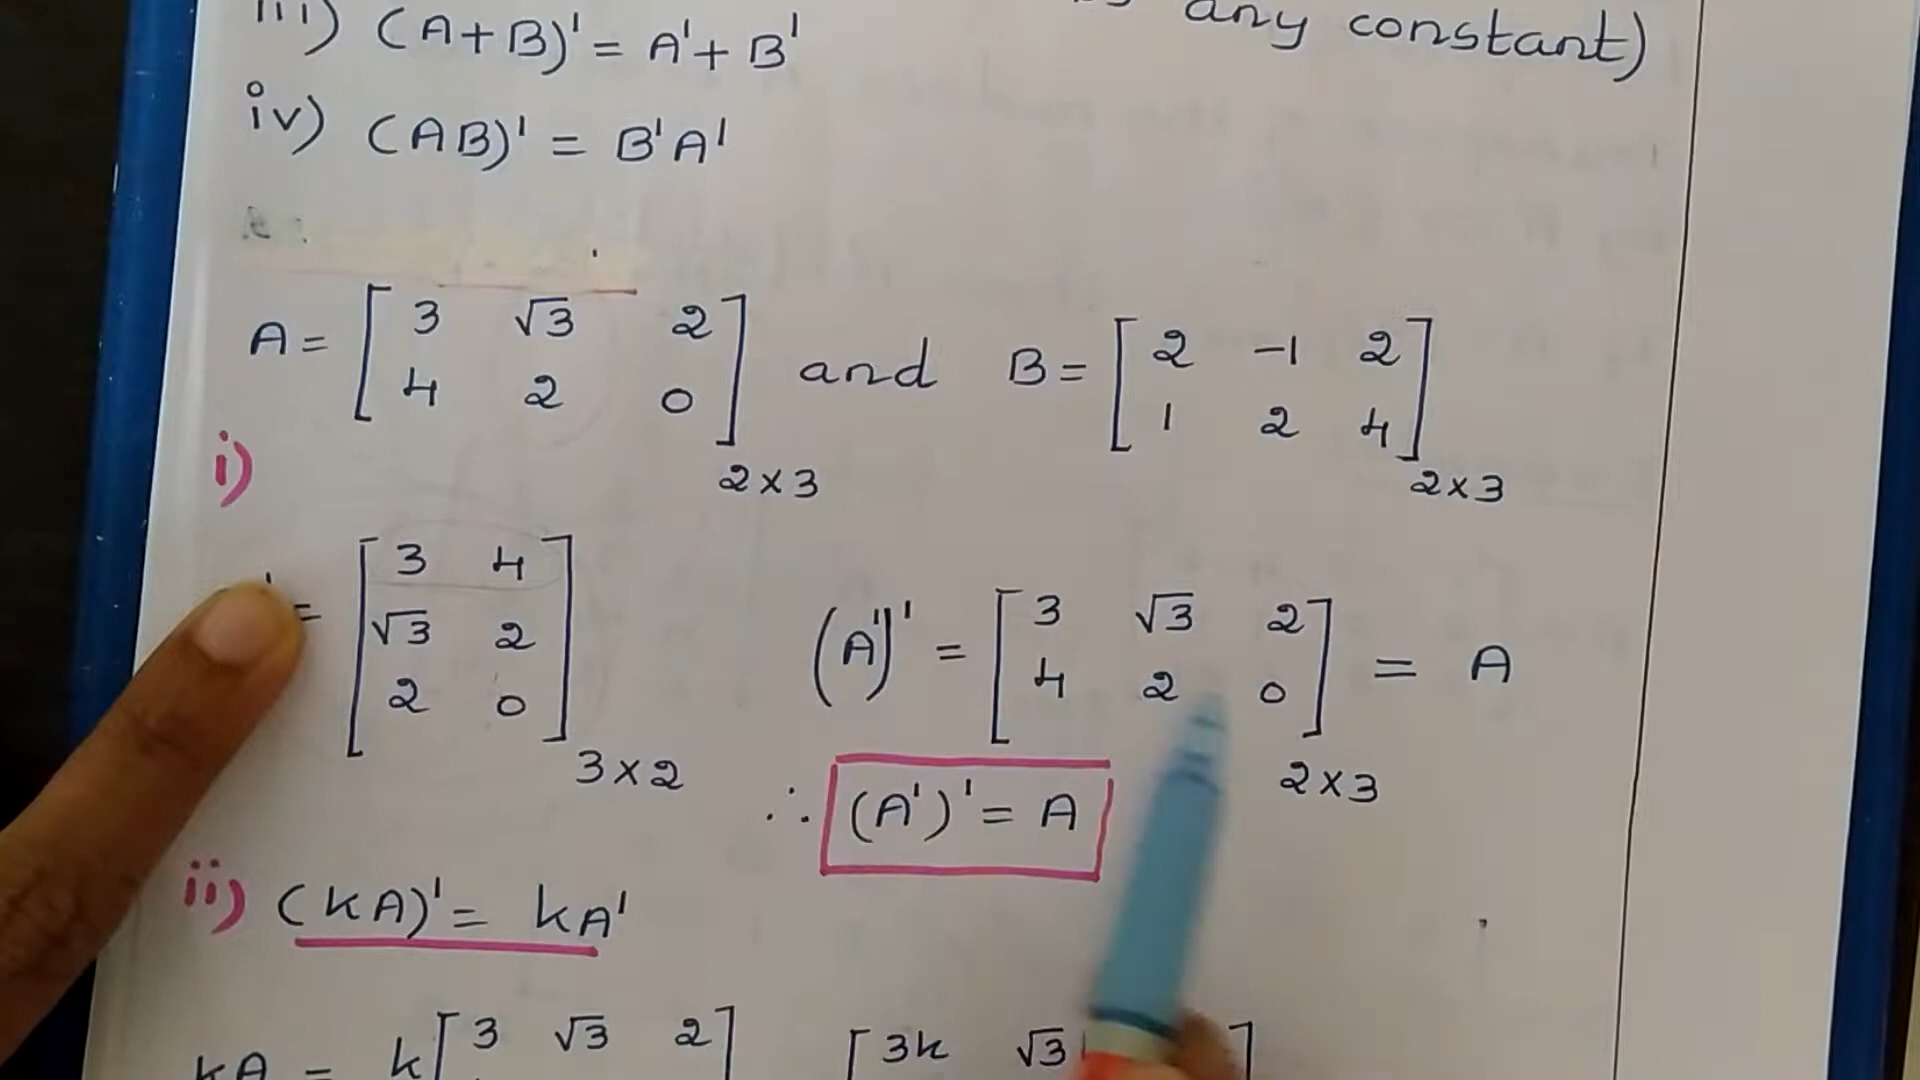 iii) (A+B)' = A'+ B' any constant)
iv) (AB)' = B'A'
A = [ 3 √3 2 ] and B = [ 2 -1 2 ]
[ 4 2 0 ] 2×3 [ 1 2 4 ] 2×3
i)
' = [ 3 4 ] (A')' = [ 3 √3 2 ] = A
[ √3 2 ] [ 4 2 0 ] 2×3
[ 2 0 ] 3×2
∴ (A')' = A
ii) (kA)' = kA'
kA = k [ 3 √3 2 ] [ 3k √3